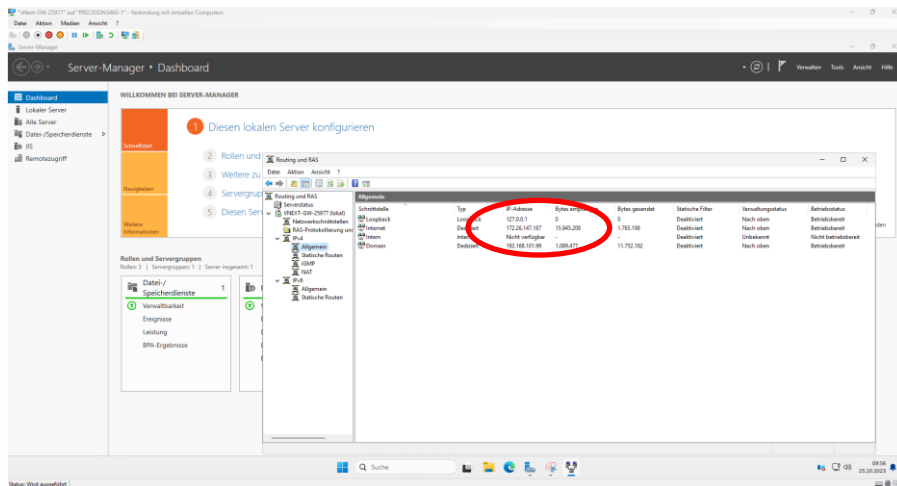 "vNext-GW-25977" auf "PRECISION3460-1" - Verbindung mit virtuellen Computern
Datei Aktion Medien Ansicht ?
Server-Manager
Server-Manager • Dashboard
Verwalten Tools Ansicht Hilfe
Dashboard
Lokaler Server
Alle Server
Datei-/Speicherdienste
IIS
Remotezugriff
WILLKOMMEN BEI SERVER-MANAGER
Schnellstart
Neuigkeiten
Weitere
Informationen
1 Diesen lokalen Server konfigurieren
2 Rollen und
3 Weitere zu
4 Servergrup
5 Diesen Serv
Rollen und Servergruppen
Rollen: 3 | Servergruppen: 1 | Server insgesamt: 1
Datei-/
Speicherdienste
1
Verwaltbarkeit
Ereignisse
Leistung
BPA-Ergebnisse
Routing und RAS
Datei Aktion Ansicht ?
Routing und RAS
Serverstatus
VNEXT-GW-25977 (lokal)
Netzwerkschnittstellen
RAS-Protokollierung un
IPv4
Allgemein
Statische Routen
IGMP
NAT
IPv6
Allgemein
Statische Routen
Allgemein
Schnittstelle Typ IP-Adresse Bytes empfangen Bytes gesendet Statische Filter Verwaltungsstatus Betriebsstatus
Loopback Loopback 127.0.0.1 0 0 Deaktiviert Nach oben Betriebsbereit
Internet Dediziert 172.26.147.187 15.945.200 Deaktiviert Nach oben Betriebsbereit
Intern Intern Nicht verfügbar - - Deaktiviert Unbekannt Nicht betriebsbereit
Domain Dediziert 192.168.101.99 1.089.477 11.752.182 Deaktiviert Nach oben Betriebsbereit
Suche
09:56
23.10.2023
Status: Wird ausgeführt